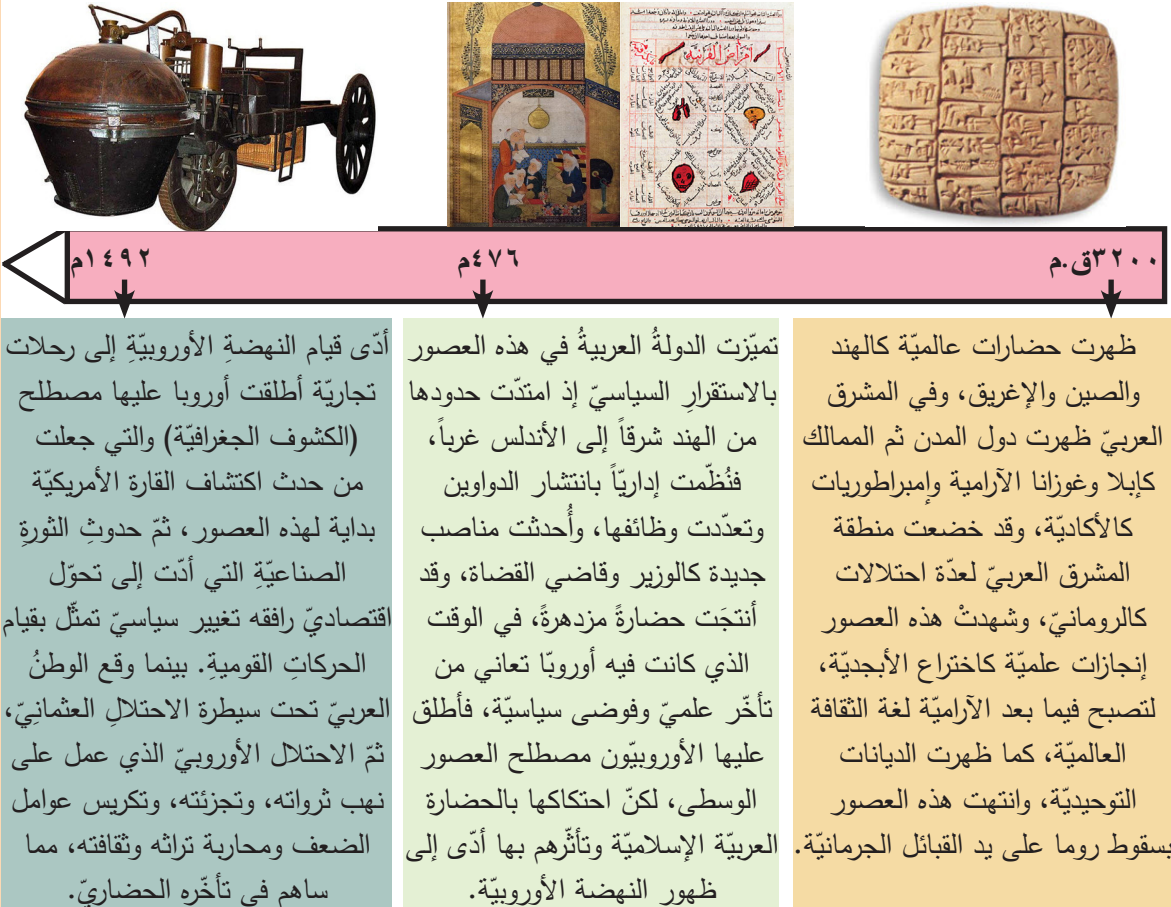 أمراض القرابية
٣٢٠٠ق.م
٤٧٦م
١٤٩٢م
ظهرت حضارات عالميّة كالهند
والصين والإغريق، وفي المشرق
العربيّ ظهرت دول المدن ثم الممالك
كإبلا وغوزانا الآرامية وإمبراطوريات
كالأكاديّة، وقد خضعت منطقة
المشرق العربيّ لعدّة احتلالات
كالرومانيّ، وشهدتْ هذه العصور
إنجازات علميّة كاختراع الأبجديّة،
لتصبح فيما بعد الآراميّة لغة الثقافة
العالميّة، كما ظهرت الديانات
التوحيديّة، وانتهت هذه العصور
بسقوط روما على يد القبائل الجرمانيّة.
تميّزت الدولةُ العربيةُ في هذه العصور
بالاستقرارِ السياسيّ إذ امتدّت حدودها
من الهند شرقاً إلى الأندلس غرباً،
فنُظّمت إداريّاً بانتشار الدواوين
وتعدّدت وظائفها، وأُحدثت مناصب
جديدة كالوزير وقاضي القضاة، وقد
أنتجَت حضارةً مزدهرةً، في الوقت
الذي كانت فيه أوروبّا تعاني من
تأخّر علميّ وفوضى سياسيّة، فأطلق
عليها الأوروبيّون مصطلح العصور
الوسطى، لكنّ احتكاكها بالحضارة
العربيّة الإسلاميّة وتأثّرهم بها أدّى إلى
ظهور النهضة الأوروبيّة.
أدّى قيام النهضةِ الأوروبيّةِ إلى رحلات
تجاريّة أطلقت أوروبا عليها مصطلح
(الكشوف الجغرافيّة) والتي جعلت
من حدث اكتشاف القارة الأمريكيّة
بداية لهذه العصور، ثمّ حدوثِ الثورةِ
الصناعيّةِ التي أدّت إلى تحوّل
اقتصاديّ رافقه تغيير سياسيّ تمثّل بقيام
الحركاتِ القوميةِ. بينما وقع الوطنُ
العربيّ تحت سيطرة الاحتلالِ العثمانيّ،
ثمّ الاحتلال الأوروبيّ الذي عمل على
نهب ثرواته، وتجزئته، وتكريس عوامل
الضعف ومحاربة تراثه وثقافته، مما
ساهم في تأخّره الحضاريّ.